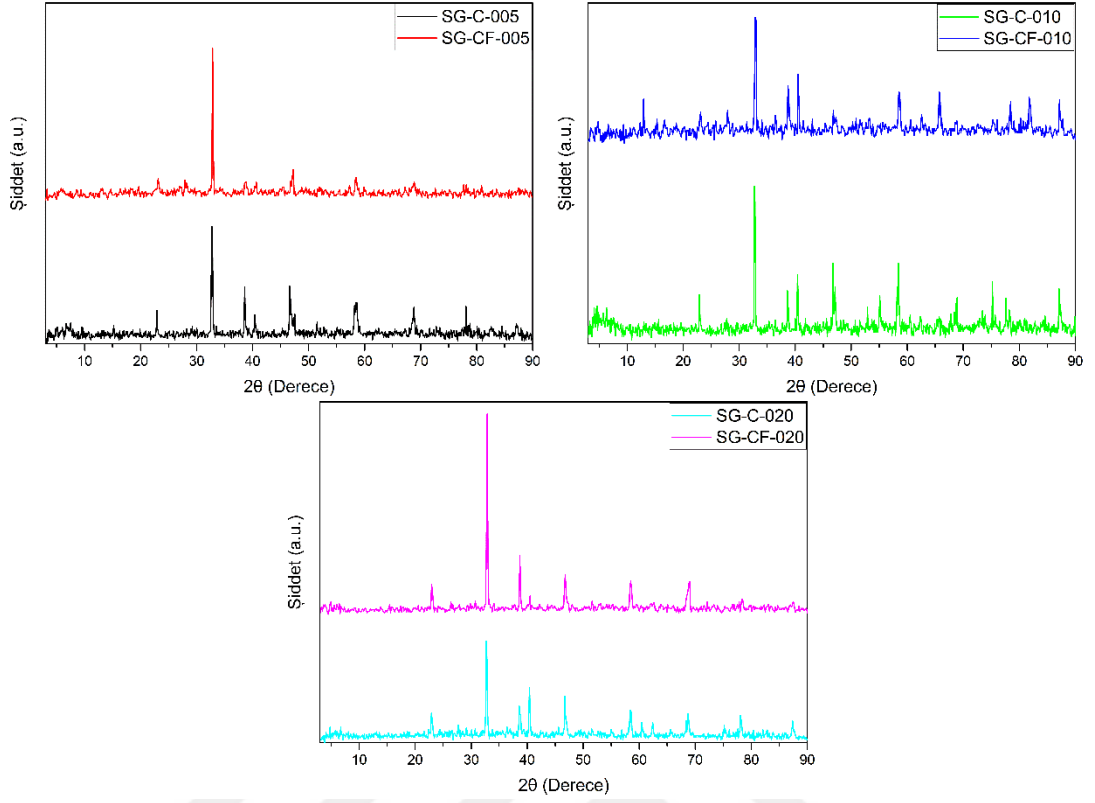 SG-C-005
SG-CF-005
Şiddet (a.u.)
10 20 30 40 50 60 70 80 90
2θ (Derece)
SG-C-010
SG-CF-010
Şiddet (a.u.)
10 20 30 40 50 60 70 80 90
2θ (Derece)
SG-C-020
SG-CF-020
Şiddet (a.u.)
10 20 30 40 50 60 70 80 90
2θ (Derece)